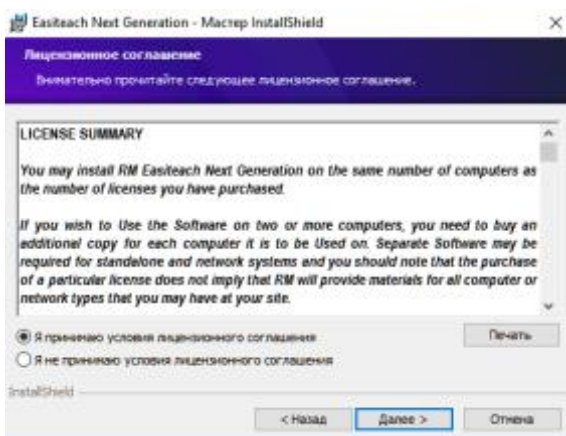 Easiteach Next Generation - Мастер InstallShield
Лицензионное соглашение
Внимательно прочитайте следующее лицензионное соглашение.
LICENSE SUMMARY
You may install RM Easiteach Next Generation on the same number of computers as
the number of licenses you have purchased.
If you wish to Use the Software on two or more computers, you need to buy an
additional copy for each computer it is to be Used on. Separate Software may be
required for standalone and network systems and you should note that the purchase
of a particular license does not imply that RM will provide materials for all computer or
network types that you may have at your site.
Я принимаю условия лицензионного соглашения
Печать
Я не принимаю условия лицензионного соглашения
InstallShield
< Назад
Далее >
Отмена